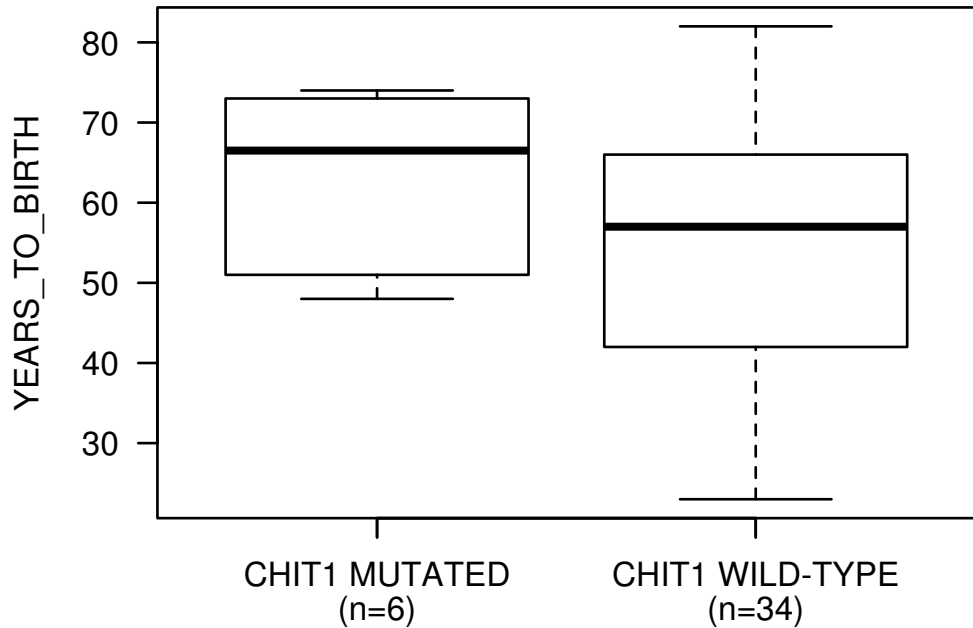 YEARS_TO_BIRTH
80
70
60
50
40
30
CHIT1 MUTATED
(n=6)
CHIT1 WILD-TYPE
(n=34)